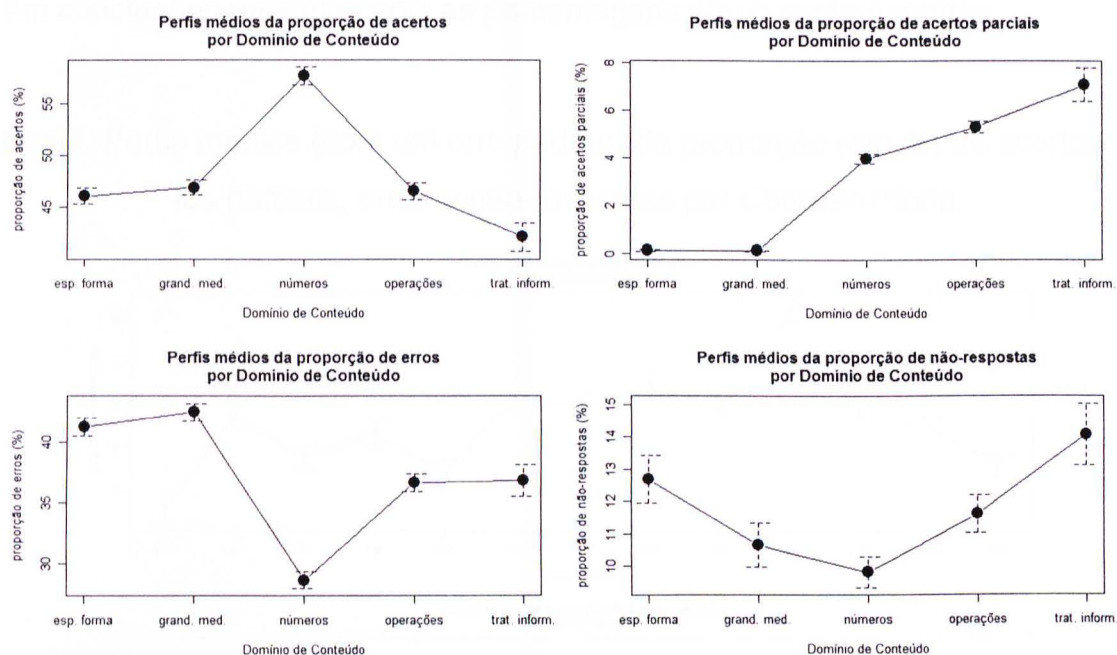 Perfis médios da proporção de acertos
por Domínio de Conteúdo
proporção de acertos (%)
55
50
45
esp. forma grand. med. números operações trat. inform.
Domínio de Conteúdo
Perfis médios da proporção de acertos parciais
por Domínio de Conteúdo
proporção de acertos parciais (%)
8
6
4
2
0
esp. forma grand. med. números operações trat. inform.
Domínio de Conteúdo
Perfis médios da proporção de erros
por Domínio de Conteúdo
proporção de erros (%)
40
35
30
esp. forma grand. med. números operações trat. inform.
Domínio de Conteúdo
Perfis médios da proporção de não-respostas
por Domínio de Conteúdo
proporção de não-respostas (%)
15
14
13
12
11
10
esp. forma grand. med. números operações trat. inform.
Domínio de Conteúdo